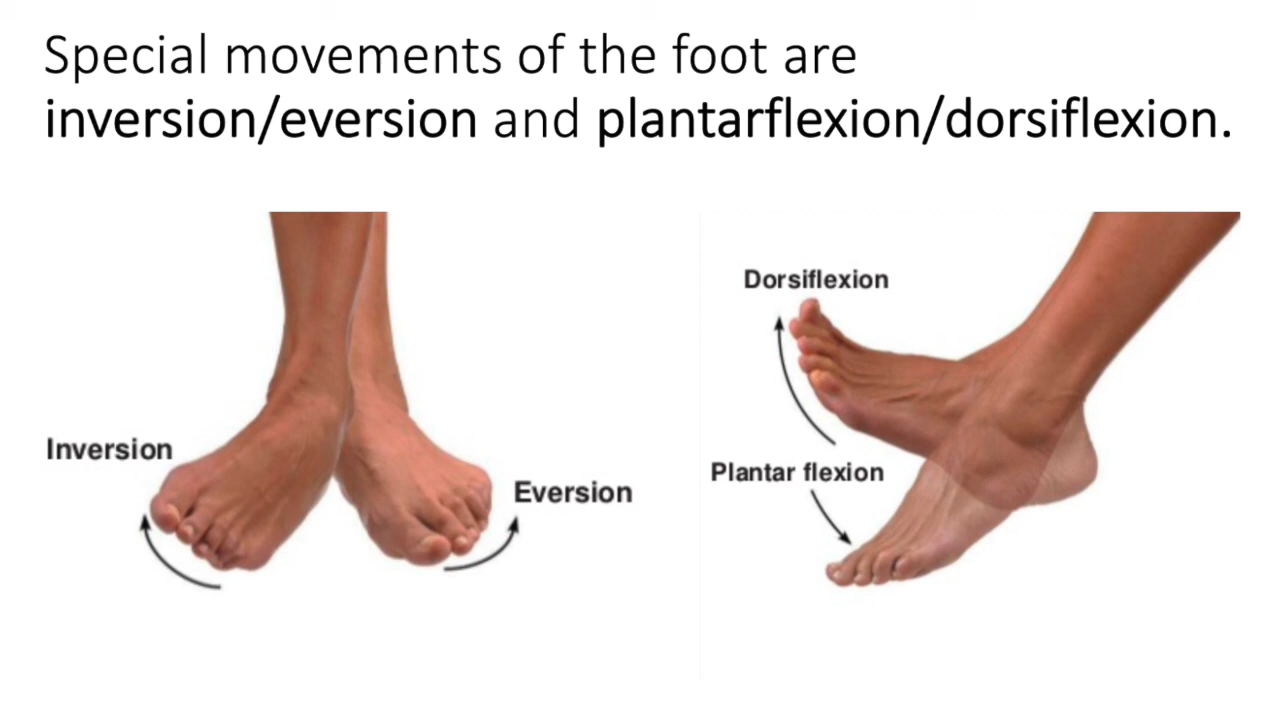 Special movements of the foot are
inversion/eversion and plantarflexion/dorsiflexion.
Inversion
Eversion
Dorsiflexion
Plantar flexion